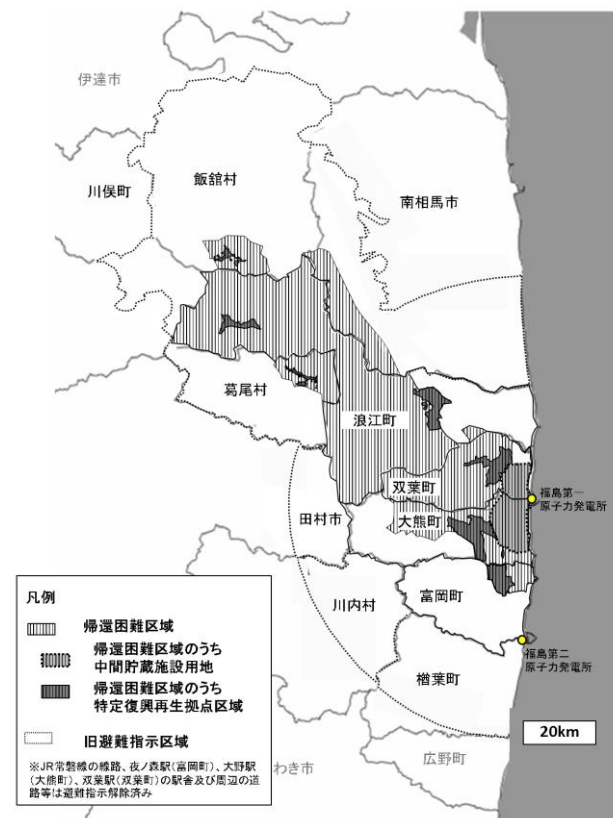 伊達市
飯舘村
川俣町
南相馬市
葛尾村
浪江町
双葉町
福島第一
原子力発電所
田村市
大熊町
川内村
富岡町
福島第二
原子力発電所
楢葉町
20km
広野町
わき市
凡例
帰還困難区域
帰還困難区域のうち
中間貯蔵施設用地
帰還困難区域のうち
特定復興再生拠点区域
旧避難指示区域
※JR常磐線の線路、夜ノ森駅(富岡町)、大野駅
(大熊町)、双葉駅(双葉町)の駅舎及び周辺の道
路等は避難指示解除済み